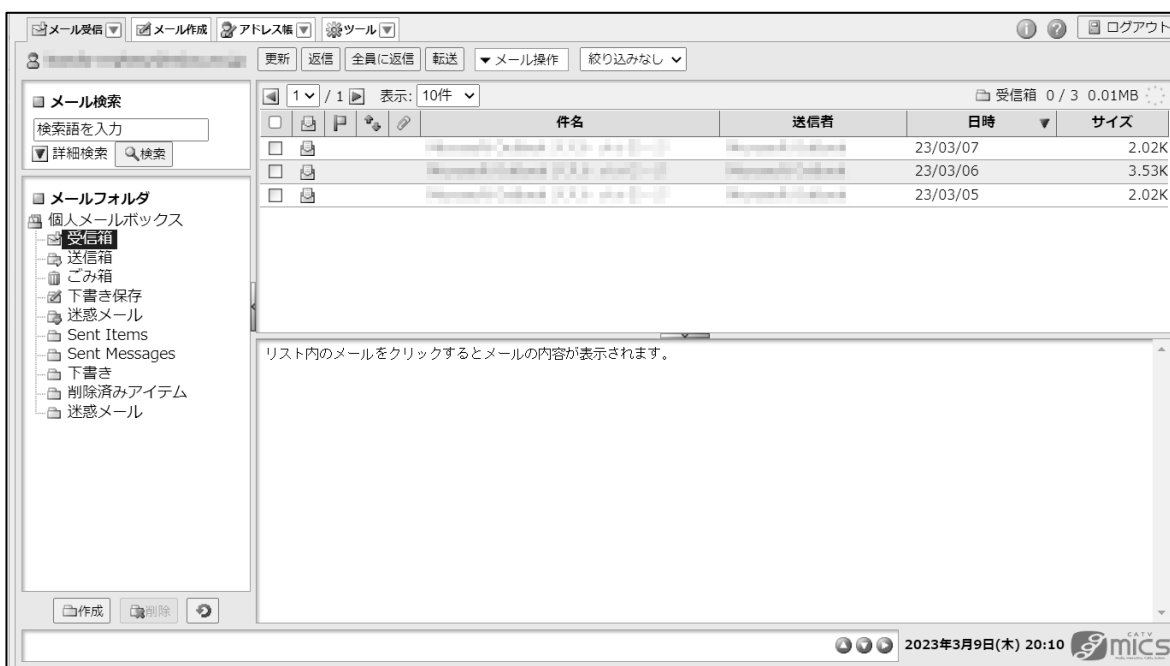 メール受信 メール作成 アドレス帳 ツール ログアウト
更新 返信 全員に返信 転送 ▼メール操作 絞り込みなし
メール検索
検索語を入力
詳細検索 検索
メールフォルダ
個人メールボックス
受信箱
送信箱
ごみ箱
下書き保存
迷惑メール
Sent Items
Sent Messages
下書き
削除済みアイテム
迷惑メール
作成 削除
1 / 1 表示: 10件 受信箱 0 / 3 0.01MB
件名 送信者 日時 ▼ サイズ
23/03/07 2.02K
23/03/06 3.53K
23/03/05 2.02K
リスト内のメールをクリックするとメールの内容が表示されます。
2023年3月9日(木) 20:10 CATV mics